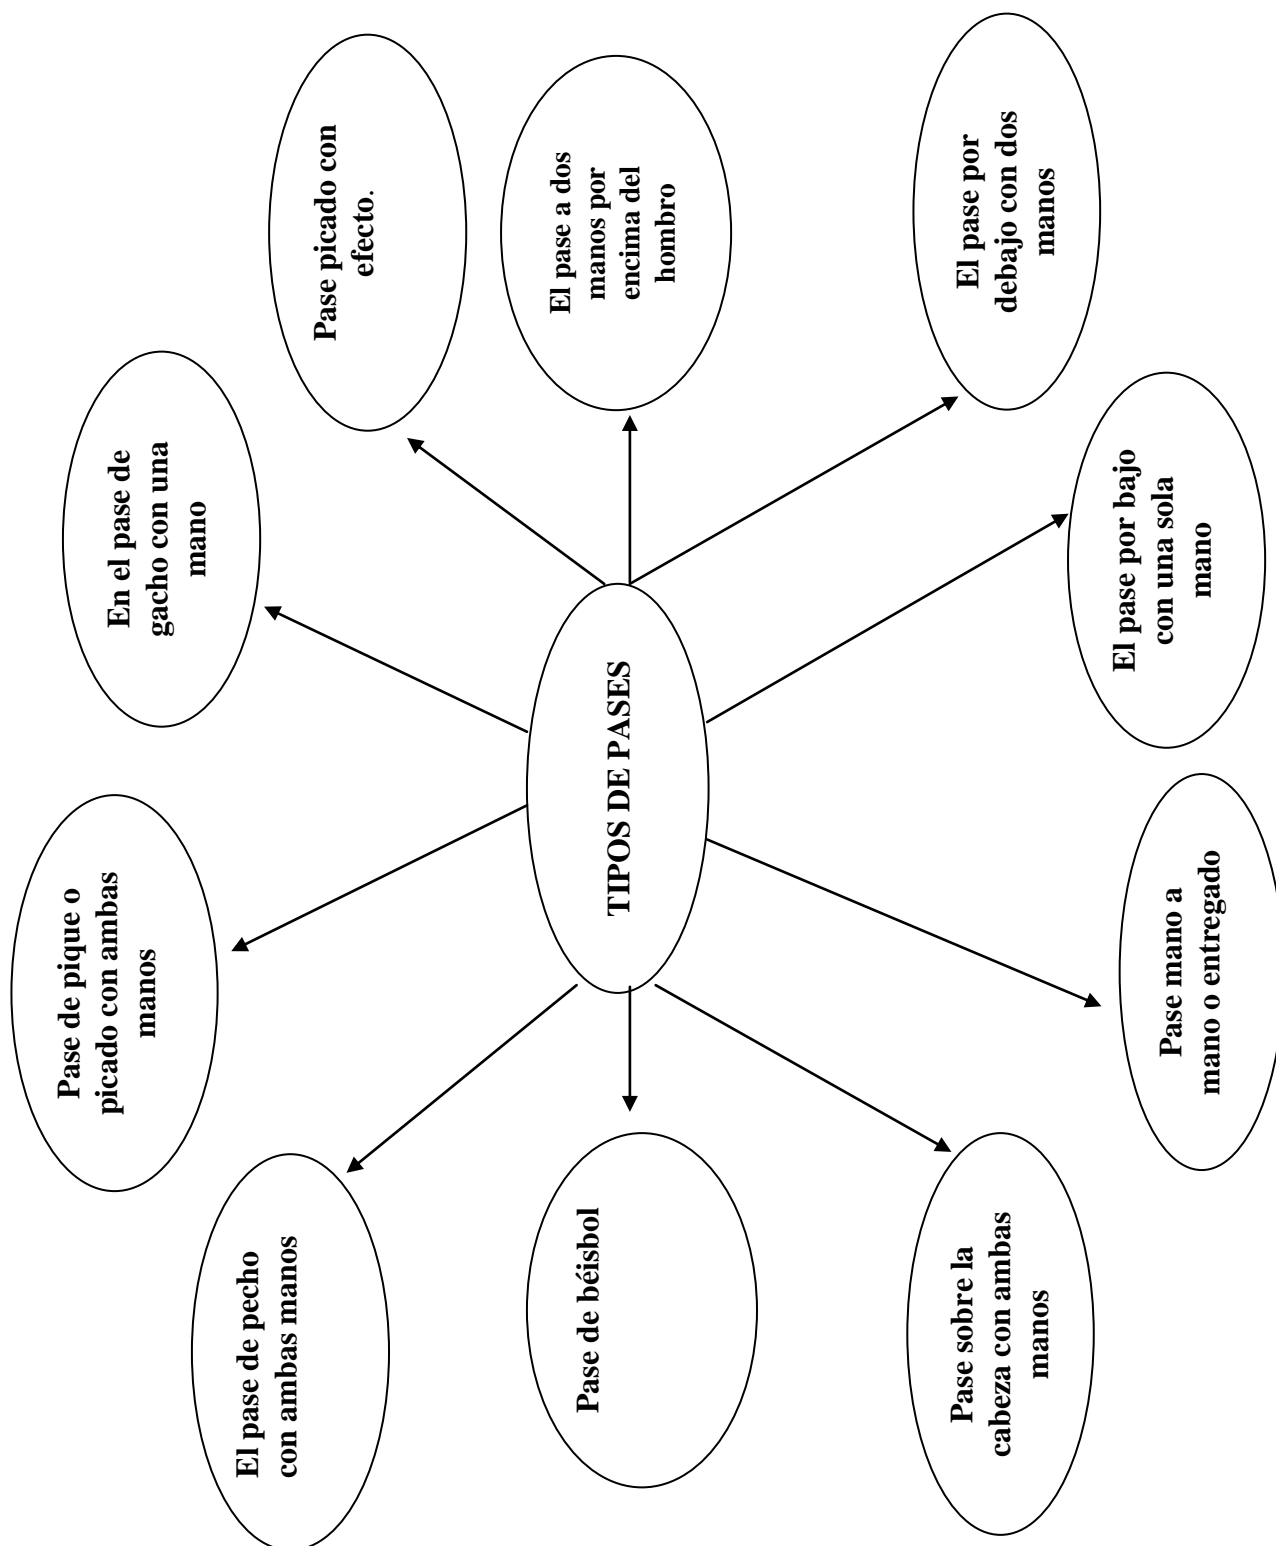 Pase de pique o
picado con ambas
manos
En el pase de
gacho con una
mano
El pase de pecho
con ambas manos
Pase picado con
efecto.
Pase de béisbol
TIPOS DE PASES
El pase a dos
manos por
encima del
hombro
Pase sobre la
cabeza con ambas
manos
El pase por
debajo con dos
manos
Pase mano a
mano o entregado
El pase por bajo
con una sola
mano